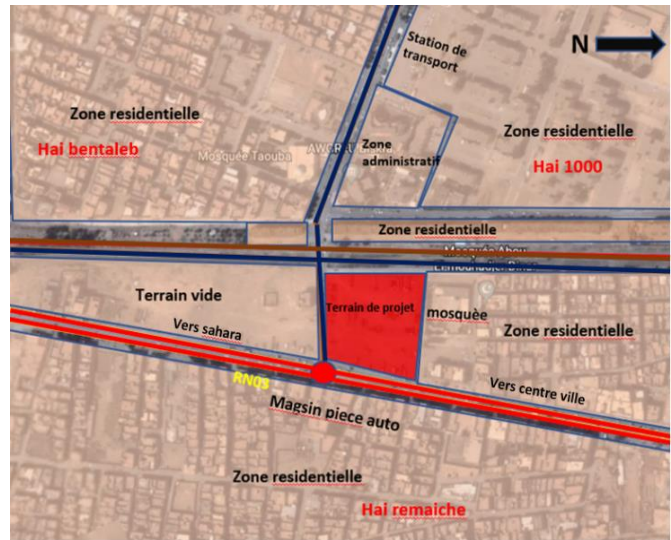 Station de
transport
N
Zone residentielle
Hai bentaleb
Mosquée Taouba
Zone
administratif
Zone residentielle
Hai 1000
Zone residentielle
Mosquée Abou
Terrain vide
Terrain de projet
mosquèe
Zone residentielle
Vers sahara
RN03
Vers centre ville
Magsin piece auto
Zone residentielle
Hai remaiche